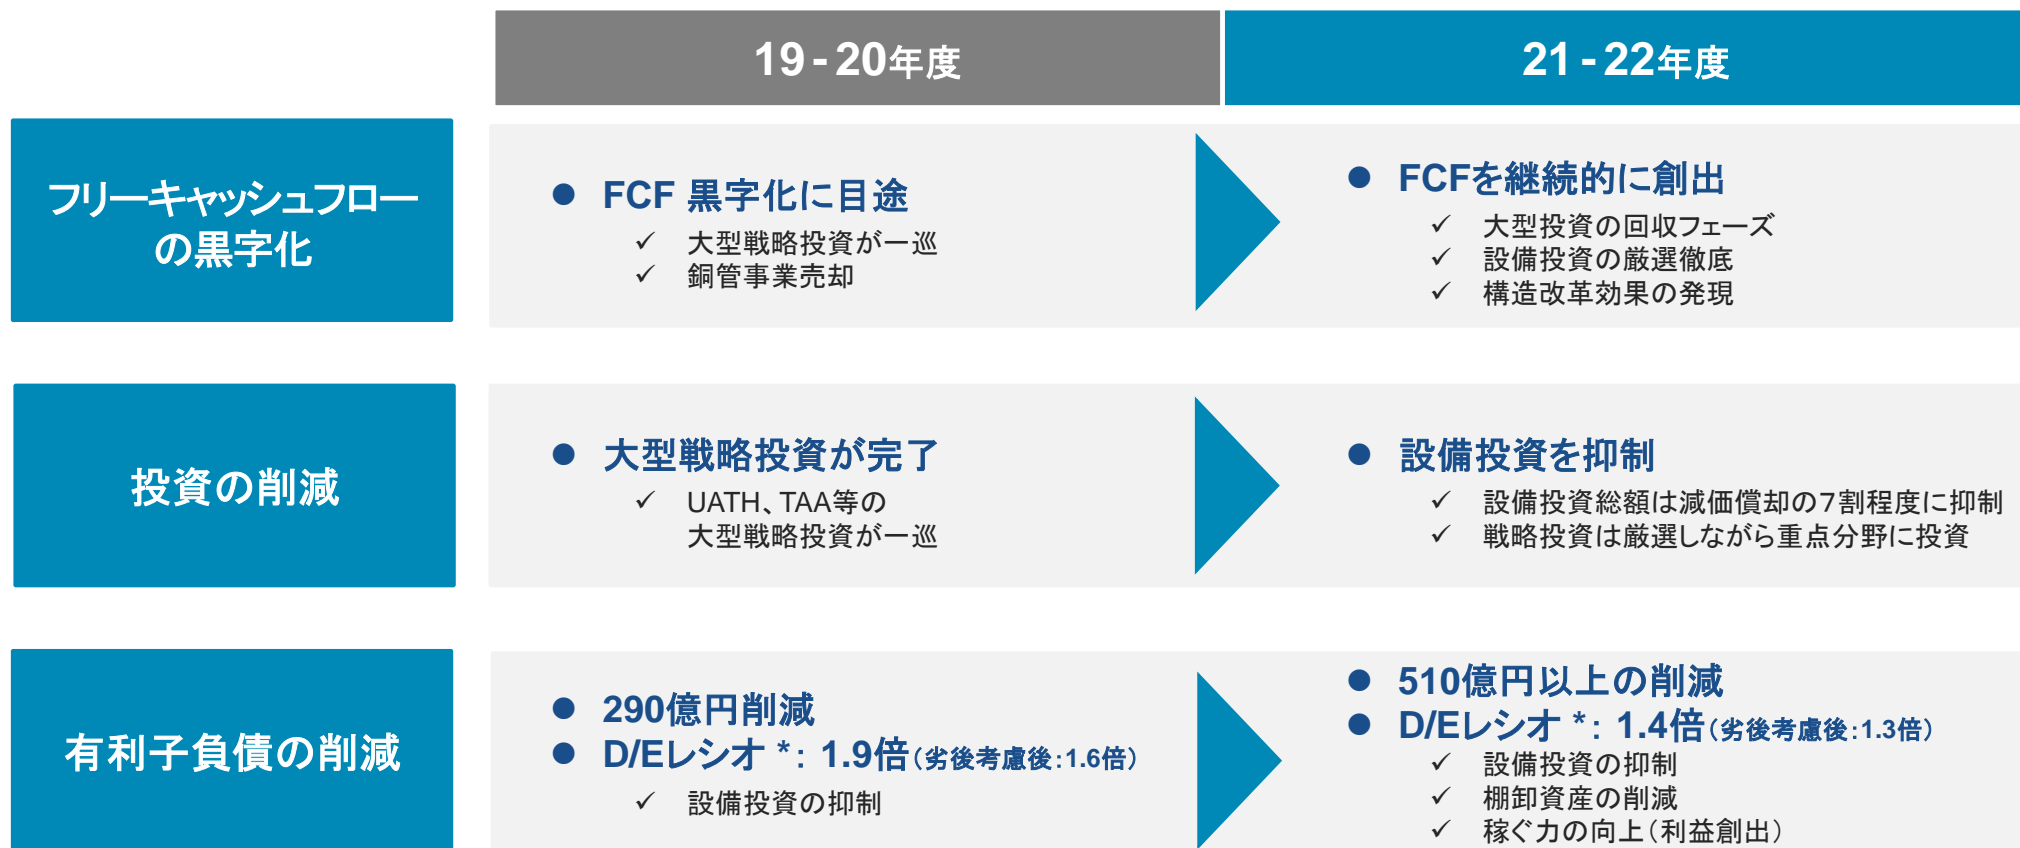 19 - 20年度
21 - 22年度
フリーキャッシュフロー
の黒字化
● FCF 黒字化に目途
✓ 大型戦略投資が一巡
✓ 銅管事業売却
● FCFを継続的に創出
✓ 大型投資の回収フェーズ
✓ 設備投資の厳選徹底
✓ 構造改革効果の発現
投資の削減
● 大型戦略投資が完了
✓ UATH、TAA等の
大型戦略投資が一巡
● 設備投資を抑制
✓ 設備投資総額は減価償却の7割程度に抑制
✓ 戦略投資は厳選しながら重点分野に投資
有利子負債の削減
● 290億円削減
● D/Eレシオ *： 1.9倍（劣後考慮後：1.6倍）
✓ 設備投資の抑制
● 510億円以上の削減
● D/Eレシオ *： 1.4倍（劣後考慮後：1.3倍）
✓ 設備投資の抑制
✓ 棚卸資産の削減
✓ 稼ぐ力の向上（利益創出）